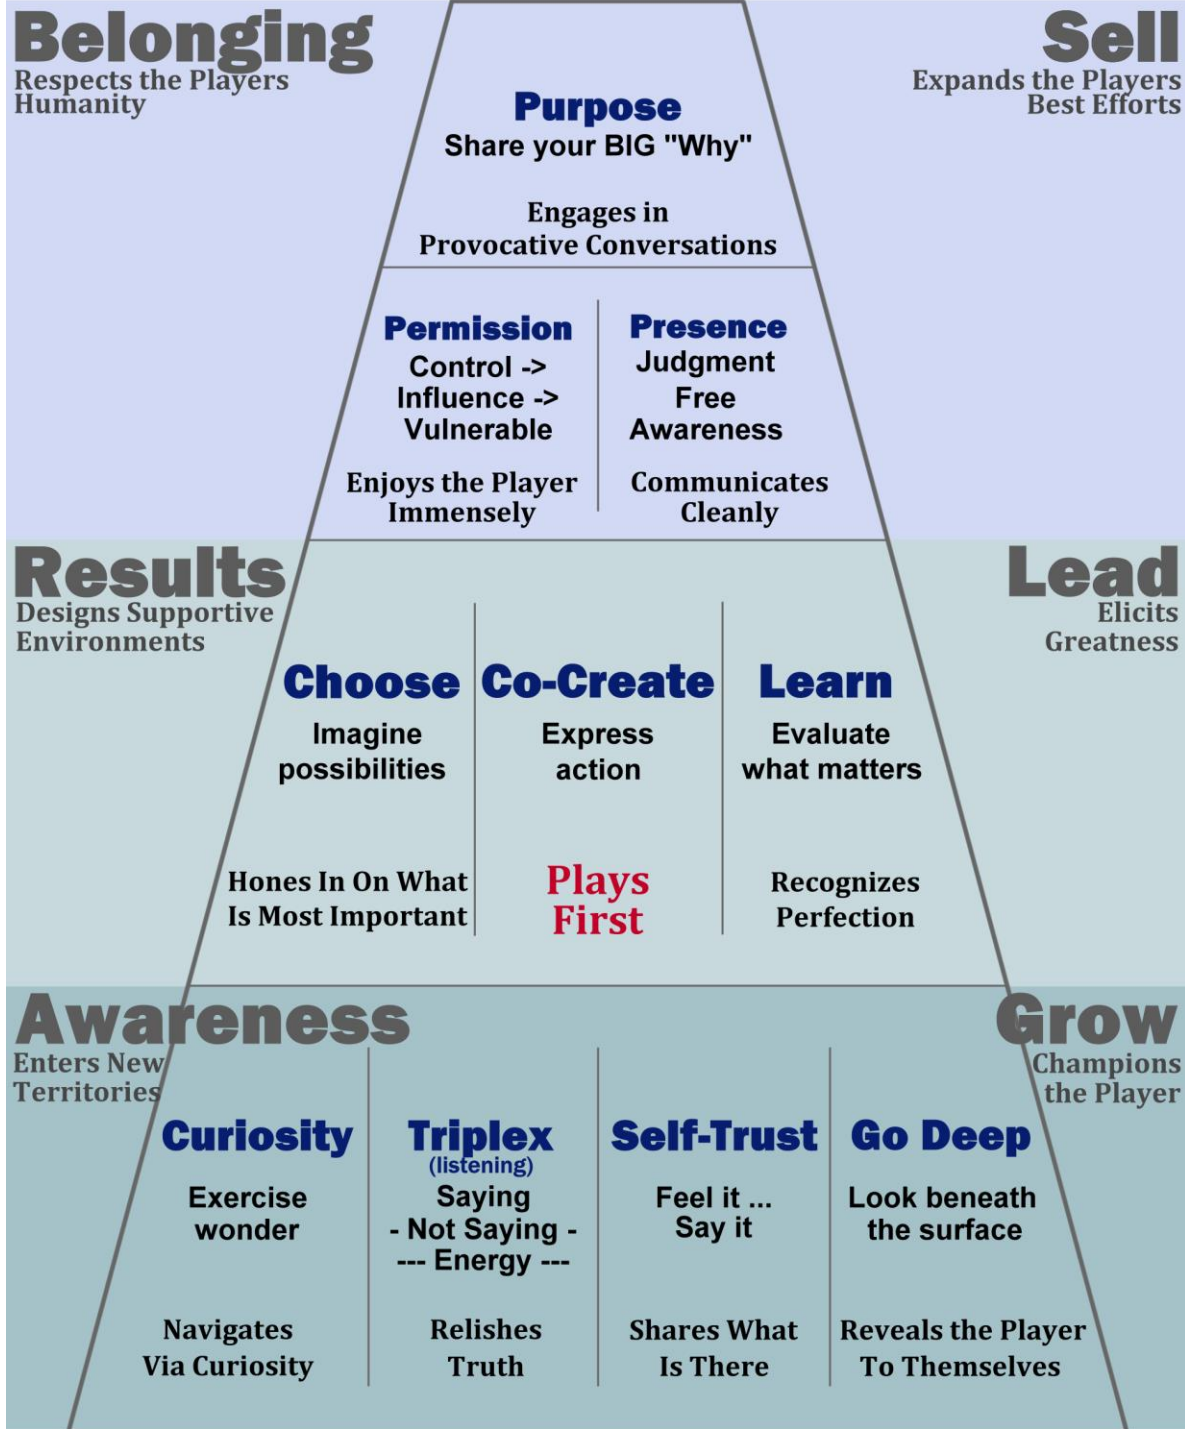 Belonging
Respects the Players
Humanity
Sell
Expands the Players
Best Efforts
Purpose
Share your BIG "Why"
Engages in
Provocative Conversations
Permission
Control ->
Influence ->
Vulnerable
Enjoys the Player
Immensely
Presence
Judgment
Free
Awareness
Communicates
Cleanly
Results
Designs Supportive
Environments
Lead
Elicits
Greatness
Choose
Imagine
possibilities
Hones In On What
Is Most Important
Co-Create
Express
action
Plays
First
Learn
Evaluate
what matters
Recognizes
Perfection
Awareness
Enters New
Territories
Grow
Champions
the Player
Curiosity
Exercise
wonder
Navigates
Via Curiosity
Triplex
(listening)
Saying
- Not Saying -
--- Energy ---
Relishes
Truth
Self-Trust
Feel it ...
Say it
Shares What
Is There
Go Deep
Look beneath
the surface
Reveals the Player
To Themselves